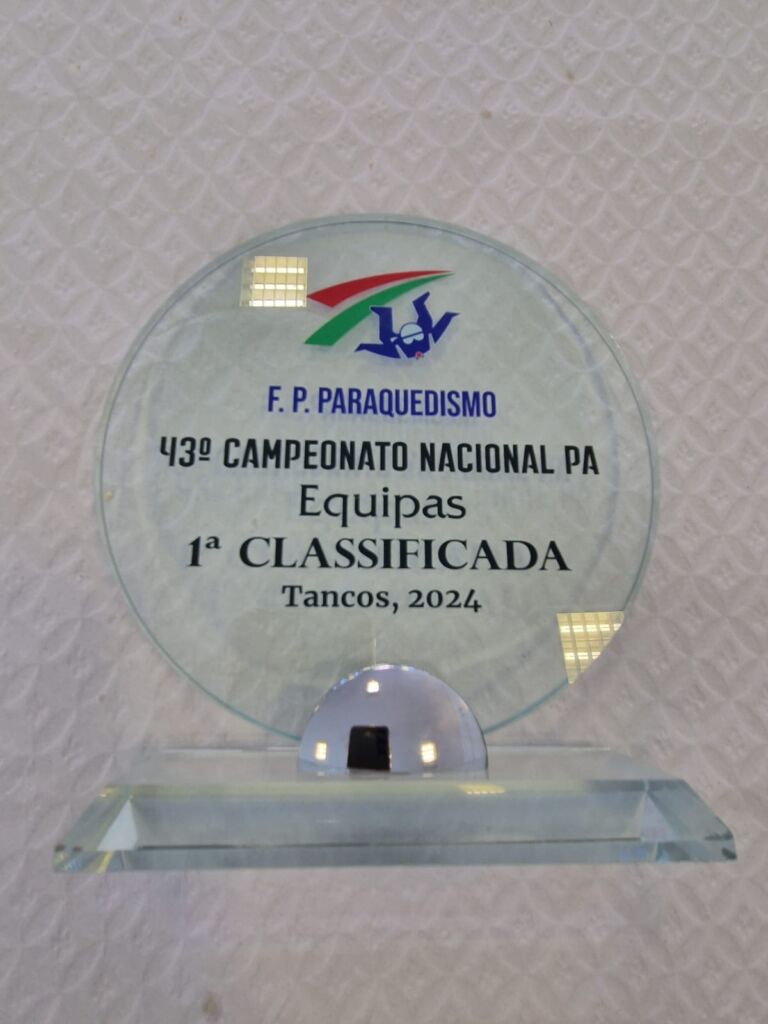 F. P. PARAQUEDISMO
43º CAMPEONATO NACIONAL PA
Equipas
1ª CLASSIFICADA
Tancos, 2024